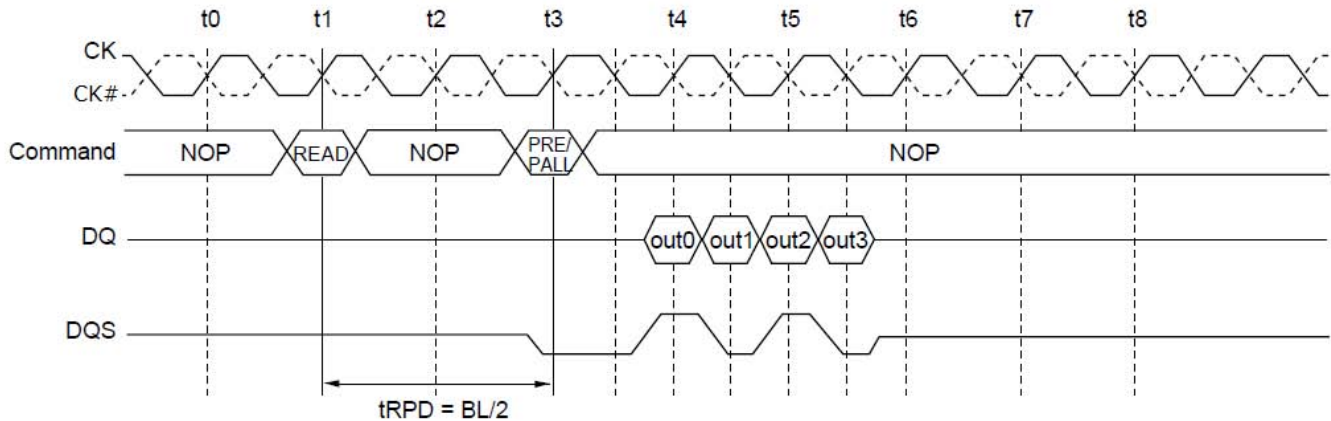 t0 t1 t2 t3 t4 t5 t6 t7 t8
CK
CK#
Command NOP READ NOP PRE/ NOP
PALL
DQ out0 out1 out2 out3
DQS
tRPD = BL/2